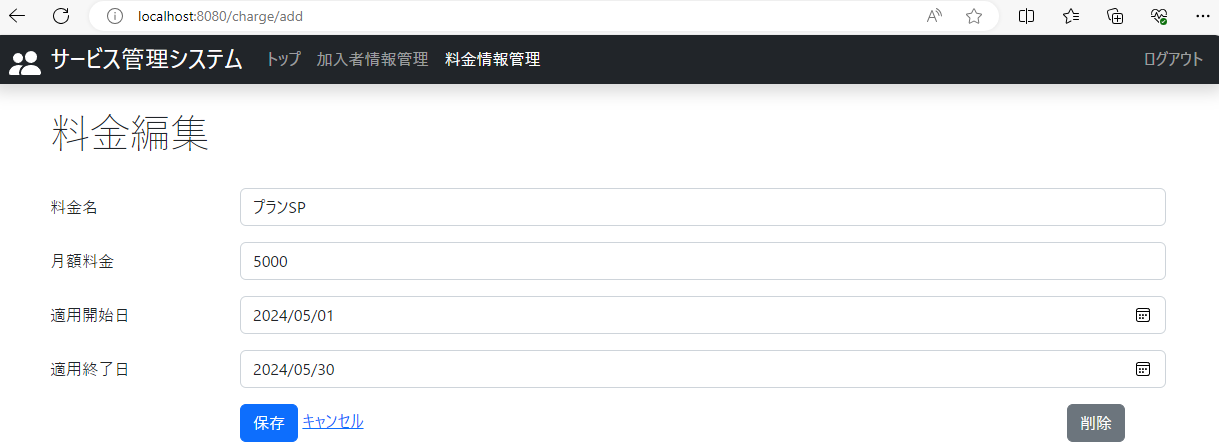 localhost:8080/charge/add
サービス管理システム トップ 加入者情報管理 料金情報管理 ログアウト
料金編集
料金名 プランSP
月額料金 5000
適用開始日 2024/05/01
適用終了日 2024/05/30
保存 キャンセル 削除